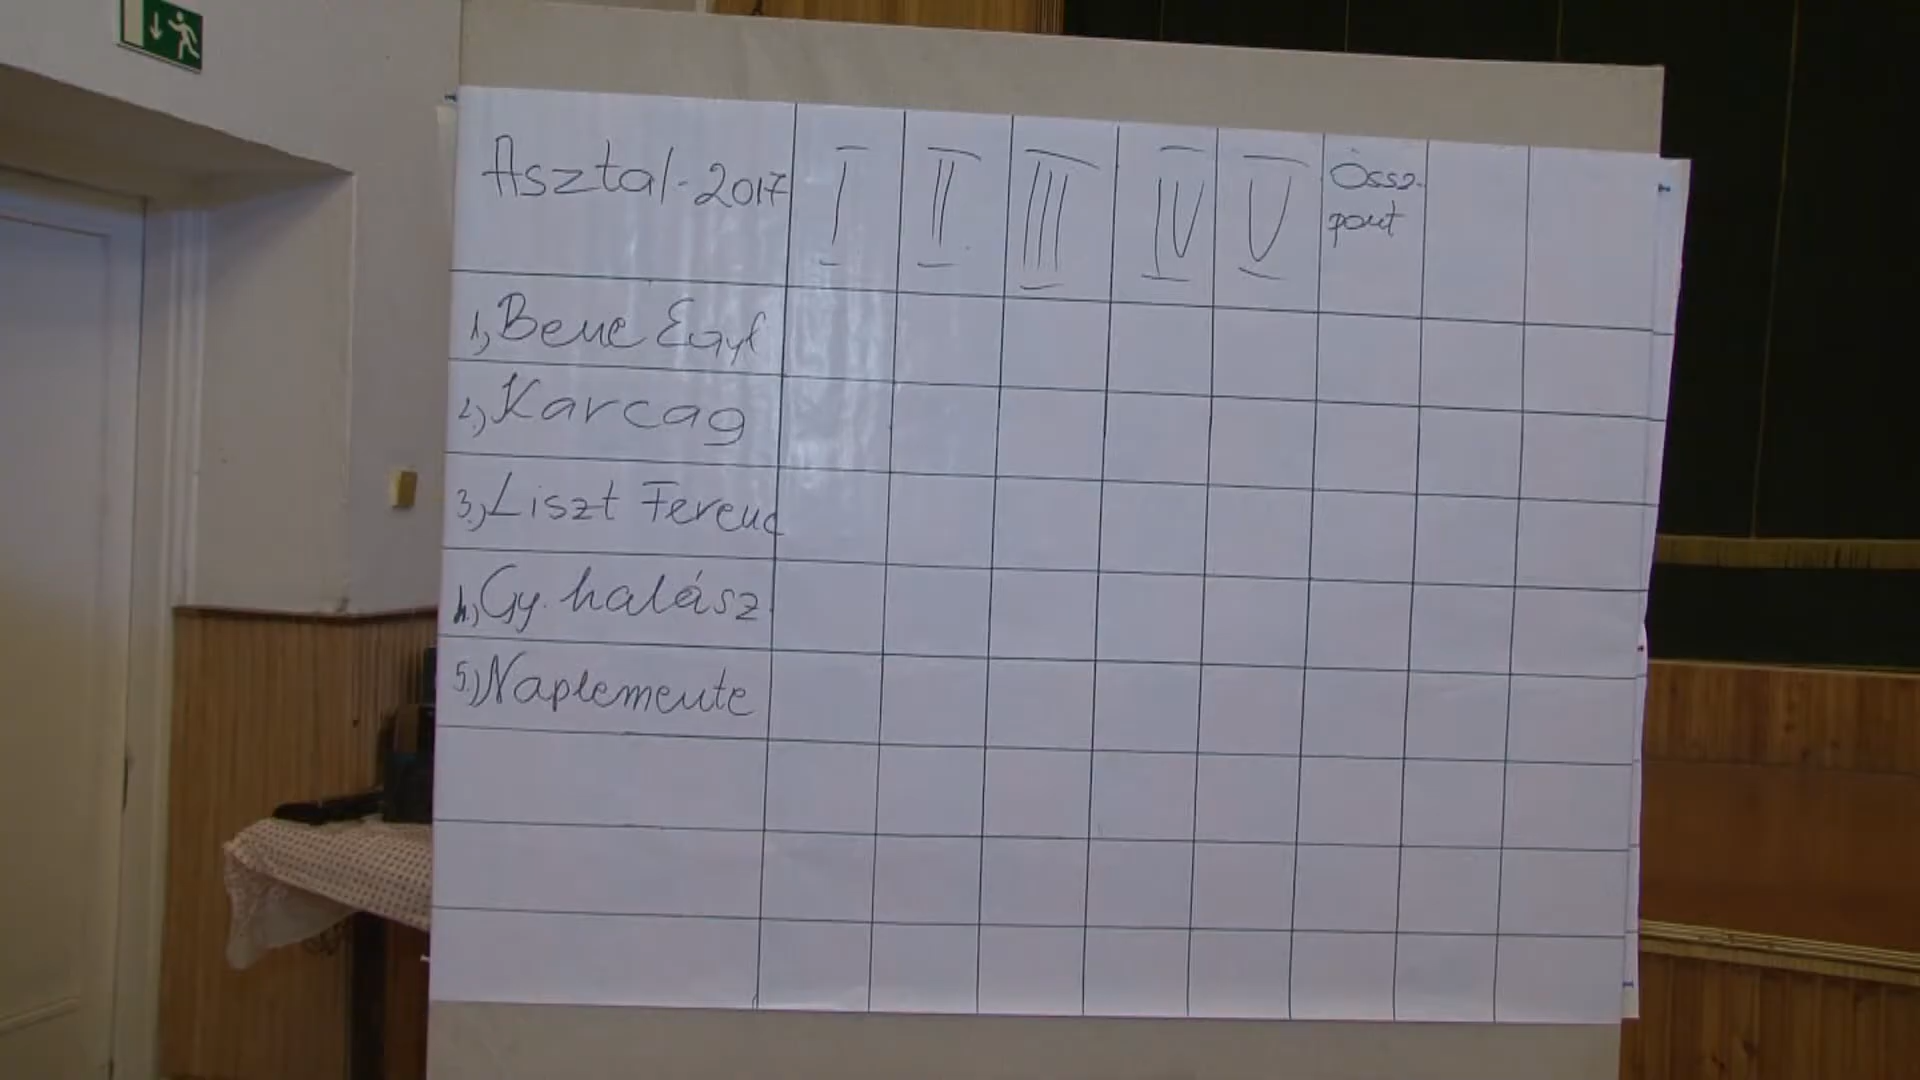 Asztal-2017 I II III IV V Össz.
pont
1.) Bene Egyl
2.) Karcag
3.) Liszt Ferenc
4.) Gy. halász
5.) Naplemente